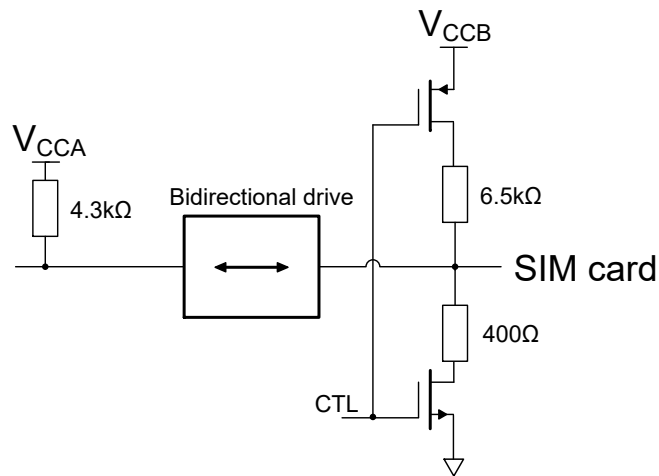 V_CCB
V_CCA
4.3kΩ
Bidirectional drive
6.5kΩ
SIM card
400Ω
CTL